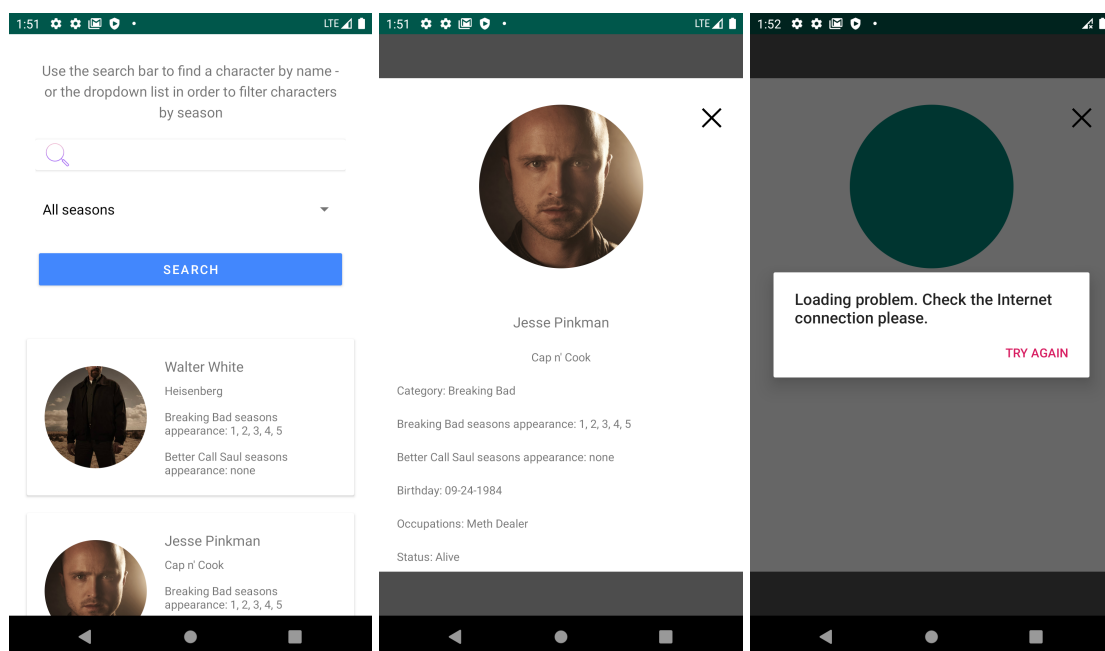 1:51
LTE
Use the search bar to find a character by name -
or the dropdown list in order to filter characters
by season
All seasons
SEARCH
Walter White
Heisenberg
Breaking Bad seasons
appearance: 1, 2, 3, 4, 5
Better Call Saul seasons
appearance: none
Jesse Pinkman
Cap n' Cook
Breaking Bad seasons
appearance: 1, 2, 3, 4, 5
1:51
LTE
Jesse Pinkman
Cap n' Cook
Category: Breaking Bad
Breaking Bad seasons appearance: 1, 2, 3, 4, 5
Better Call Saul seasons appearance: none
Birthday: 09-24-1984
Occupations: Meth Dealer
Status: Alive
1:52
Loading problem. Check the Internet
connection please.
TRY AGAIN